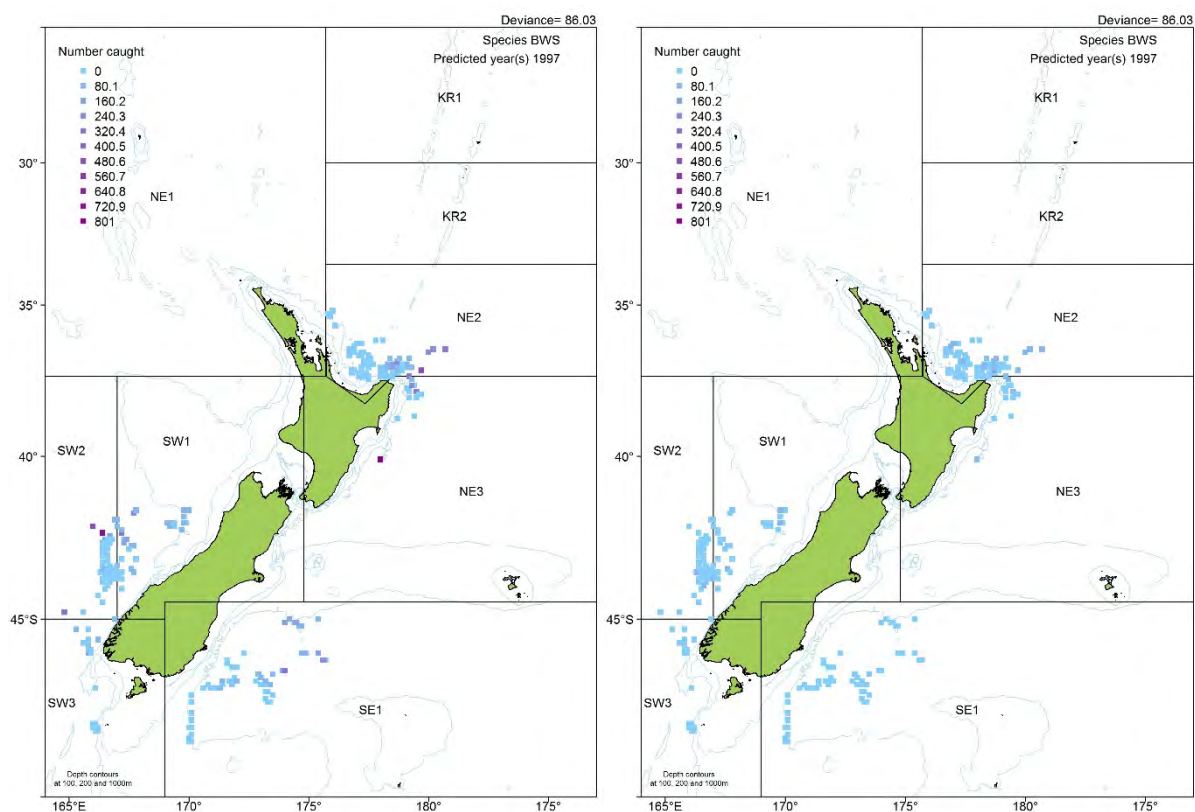 Deviance= 86.03
Species BWS
Predicted year(s) 1997
Number caught
0
80.1
160.2
240.3
320.4
400.5
480.6
560.7
640.8
720.9
801
KR1
30°
NE1
KR2
35°
NE2
SW2
SW1
40°
NE3
45°S
SW3
SE1
Depth contours
at 100, 200 and 1000m
165°E
170°
175°
180°
175°
Deviance= 86.03
Species BWS
Predicted year(s) 1997
Number caught
0
80.1
160.2
240.3
320.4
400.5
480.6
560.7
640.8
720.9
801
KR1
30°
NE1
KR2
35°
NE2
SW2
SW1
40°
NE3
45°S
SW3
SE1
Depth contours
at 100, 200 and 1000m
165°E
170°
175°
180°
175°